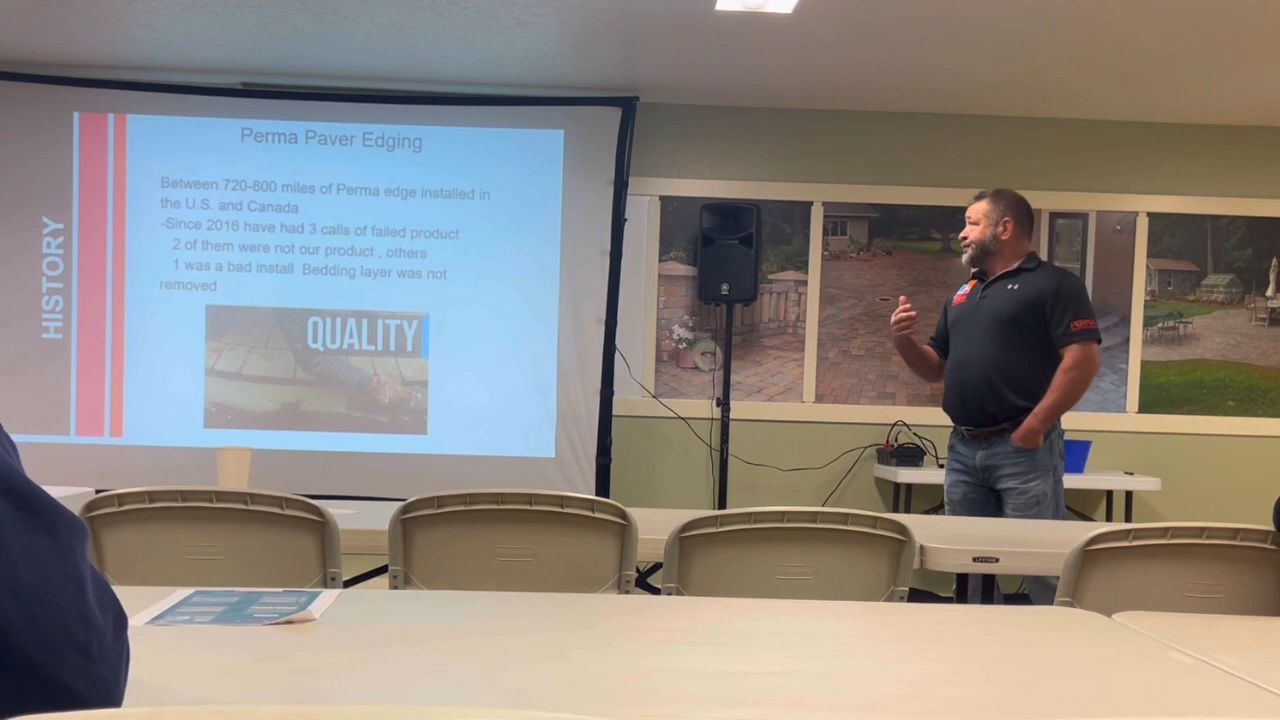 Perma Paver Edging
Between 720-800 miles of Perma edge installed in
the U.S. and Canada
-Since 2016 have had 3 calls of failed product
2 of them were not our product , others
1 was a bad install Bedding layer was not
removed
HISTORY
QUALITY
LIFETIME